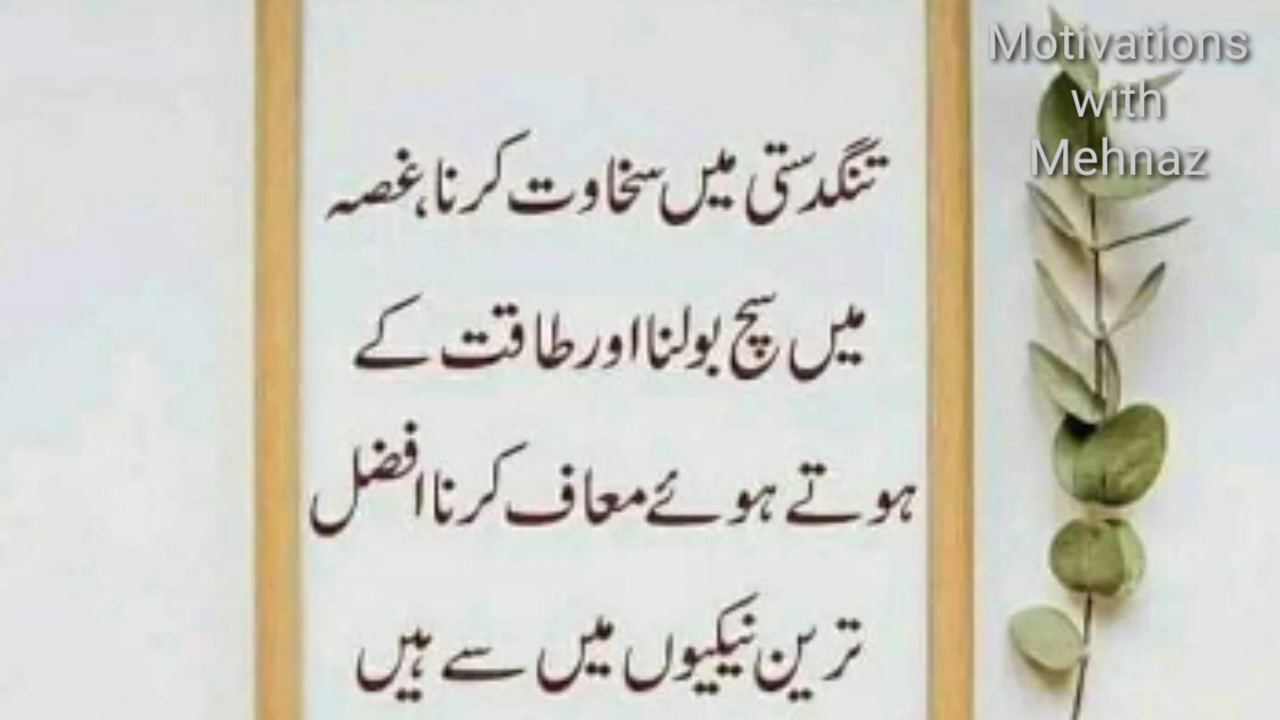 Motivations
with
Mehnaz
تنگدستی میں سخاوت کرنا، غصہ
میں سچ بولنا اور طاقت کے
ہوتے ہوئے معاف کرنا افضل
ترین نیکیوں میں سے ہیں